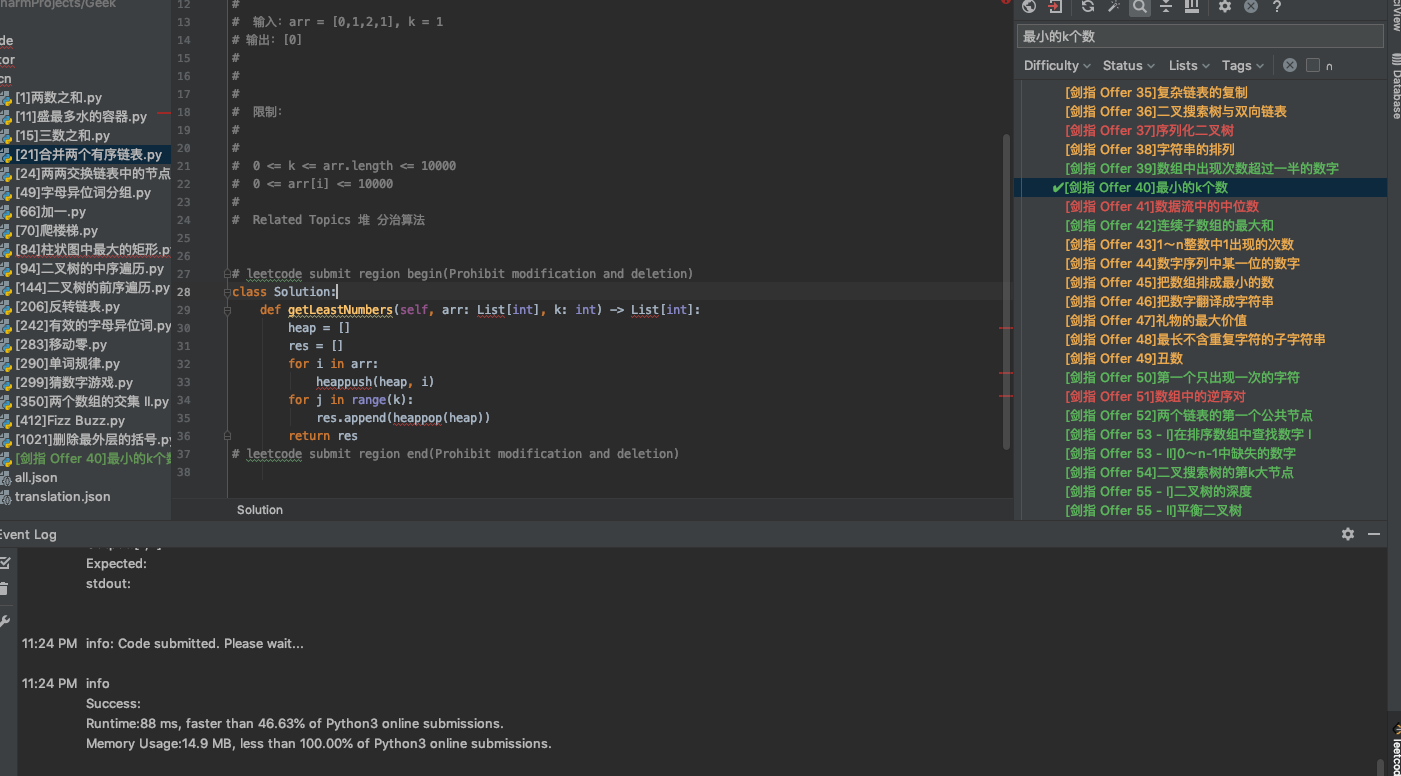 narmProjects/Geek
de
tor
cn
[1]两数之和.py
[11]盛最多水的容器.py
[15]三数之和.py
[21]合并两个有序链表.py
[24]两两交换链表中的节点
[49]字母异位词分组.py
[66]加一.py
[70]爬楼梯.py
[84]柱状图中最大的矩形.p
[94]二叉树的中序遍历.py
[144]二叉树的前序遍历.py
[206]反转链表.py
[242]有效的字母异位词.py
[283]移动零.py
[290]单词规律.py
[299]猜数字游戏.py
[350]两个数组的交集 II.py
[412]Fizz Buzz.py
[1021]删除最外层的括号.py
[剑指 Offer 40]最小的k个数
all.json
translation.json
12 #
13 # 输入：arr = [0,1,2,1], k = 1
14 # 输出：[0]
15 #
16 #
17 #
18 # 限制：
19 #
20 #
21 # 0 <= k <= arr.length <= 10000
22 # 0 <= arr[i] <= 10000
23 #
24 # Related Topics 堆 分治算法
25
26
27 # leetcode submit region begin(Prohibit modification and deletion)
28 class Solution:
29 def getLeastNumbers(self, arr: List[int], k: int) -> List[int]:
30 heap = []
31 res = []
32 for i in arr:
33 heappush(heap, i)
34 for j in range(k):
35 res.append(heappop(heap))
36 return res
37 # leetcode submit region end(Prohibit modification and deletion)
38
Solution
最小的k个数
Difficulty Status Lists Tags n
[剑指 Offer 35]复杂链表的复制
[剑指 Offer 36]二叉搜索树与双向链表
[剑指 Offer 37]序列化二叉树
[剑指 Offer 38]字符串的排列
[剑指 Offer 39]数组中出现次数超过一半的数字
✔[剑指 Offer 40]最小的k个数
[剑指 Offer 41]数据流中的中位数
[剑指 Offer 42]连续子数组的最大和
[剑指 Offer 43]1～n整数中1出现的次数
[剑指 Offer 44]数字序列中某一位的数字
[剑指 Offer 45]把数组排成最小的数
[剑指 Offer 46]把数字翻译成字符串
[剑指 Offer 47]礼物的最大价值
[剑指 Offer 48]最长不含重复字符的子字符串
[剑指 Offer 49]丑数
[剑指 Offer 50]第一个只出现一次的字符
[剑指 Offer 51]数组中的逆序对
[剑指 Offer 52]两个链表的第一个公共节点
[剑指 Offer 53 - I]在排序数组中查找数字 I
[剑指 Offer 53 - II]0～n-1中缺失的数字
[剑指 Offer 54]二叉搜索树的第k大节点
[剑指 Offer 55 - I]二叉树的深度
[剑指 Offer 55 - II]平衡二叉树
ciView
Database
leetcod
Event Log
Expected:
stdout:
11:24 PM info: Code submitted. Please wait...
11:24 PM info
Success:
Runtime:88 ms, faster than 46.63% of Python3 online submissions.
Memory Usage:14.9 MB, less than 100.00% of Python3 online submissions.